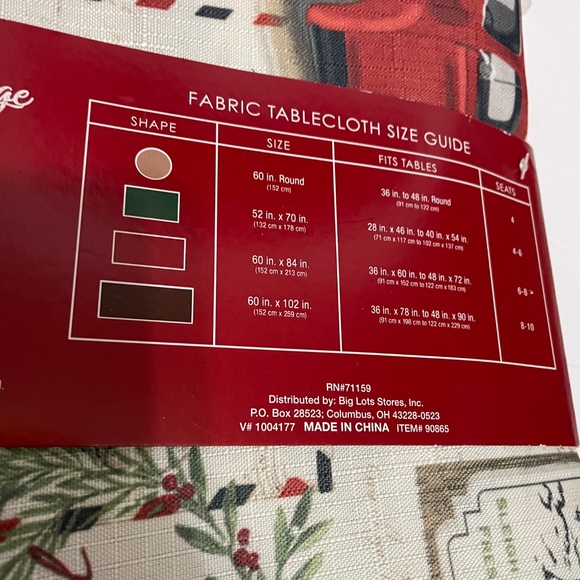 FABRIC TABLECLOTH SIZE GUIDE
SHAPE SIZE FITS TABLES SEATS
60 in. Round
(152 cm)
36 in. to 48 in. Round
(91 cm to 122 cm)
4
52 in. x 70 in.
(132 cm x 178 cm)
28 in. x 46 in. to 40 in. x 54 in.
(71 cm x 117 cm to 102 cm x 137 cm)
4-6
60 in. x 84 in.
(152 cm x 213 cm)
36 in. x 60 in. to 48 in. x 72 in.
(91 cm x 152 cm to 122 cm x 183 cm)
6-8
60 in. x 102 in.
(152 cm x 259 cm)
36 in. x 78 in. to 48 in. x 90 in.
(91 cm x 198 cm to 122 cm x 229 cm)
8-10
RN#71159
Distributed by: Big Lots Stores, Inc.
P.O. Box 28523; Columbus, OH 43228-0523
V# 1004177 MADE IN CHINA ITEM# 90865